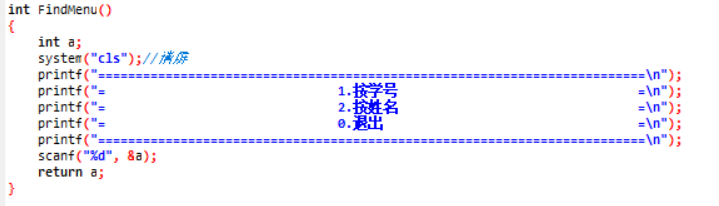 int FindMenu()
{
    int a;
    system("cls");//清屏
    printf("=========================================================================\n");
    printf("=                               1.按学号                                =\n");
    printf("=                               2.按姓名                                =\n");
    printf("=                               0.退出                                  =\n");
    printf("=========================================================================\n");
    scanf("%d", &a);
    return a;
}